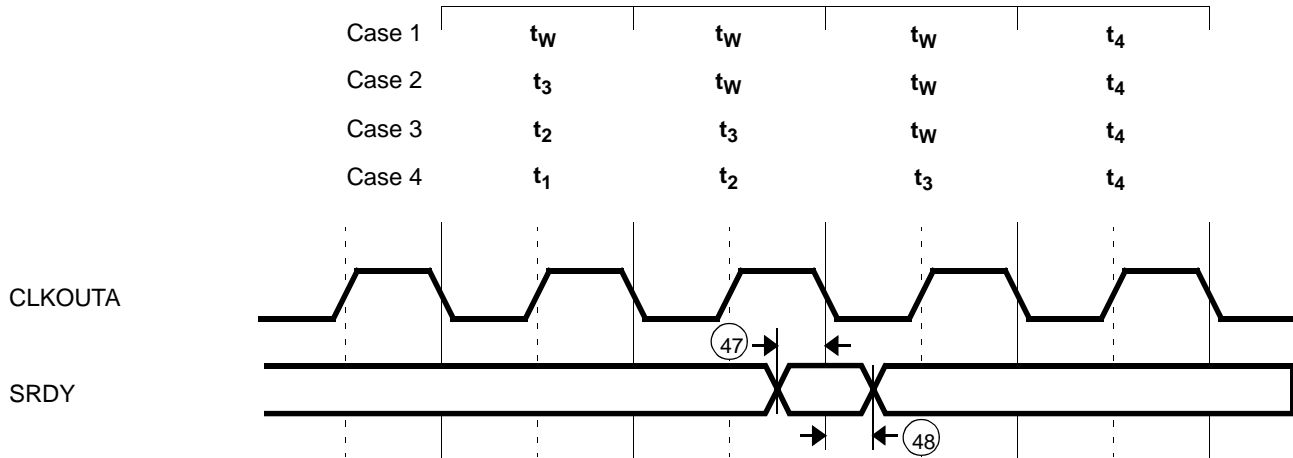 Case 1 tW tW tW t4
Case 2 t3 tW tW t4
Case 3 t2 t3 tW t4
Case 4 t1 t2 t3 t4
CLKOUTA
47
SRDY
48